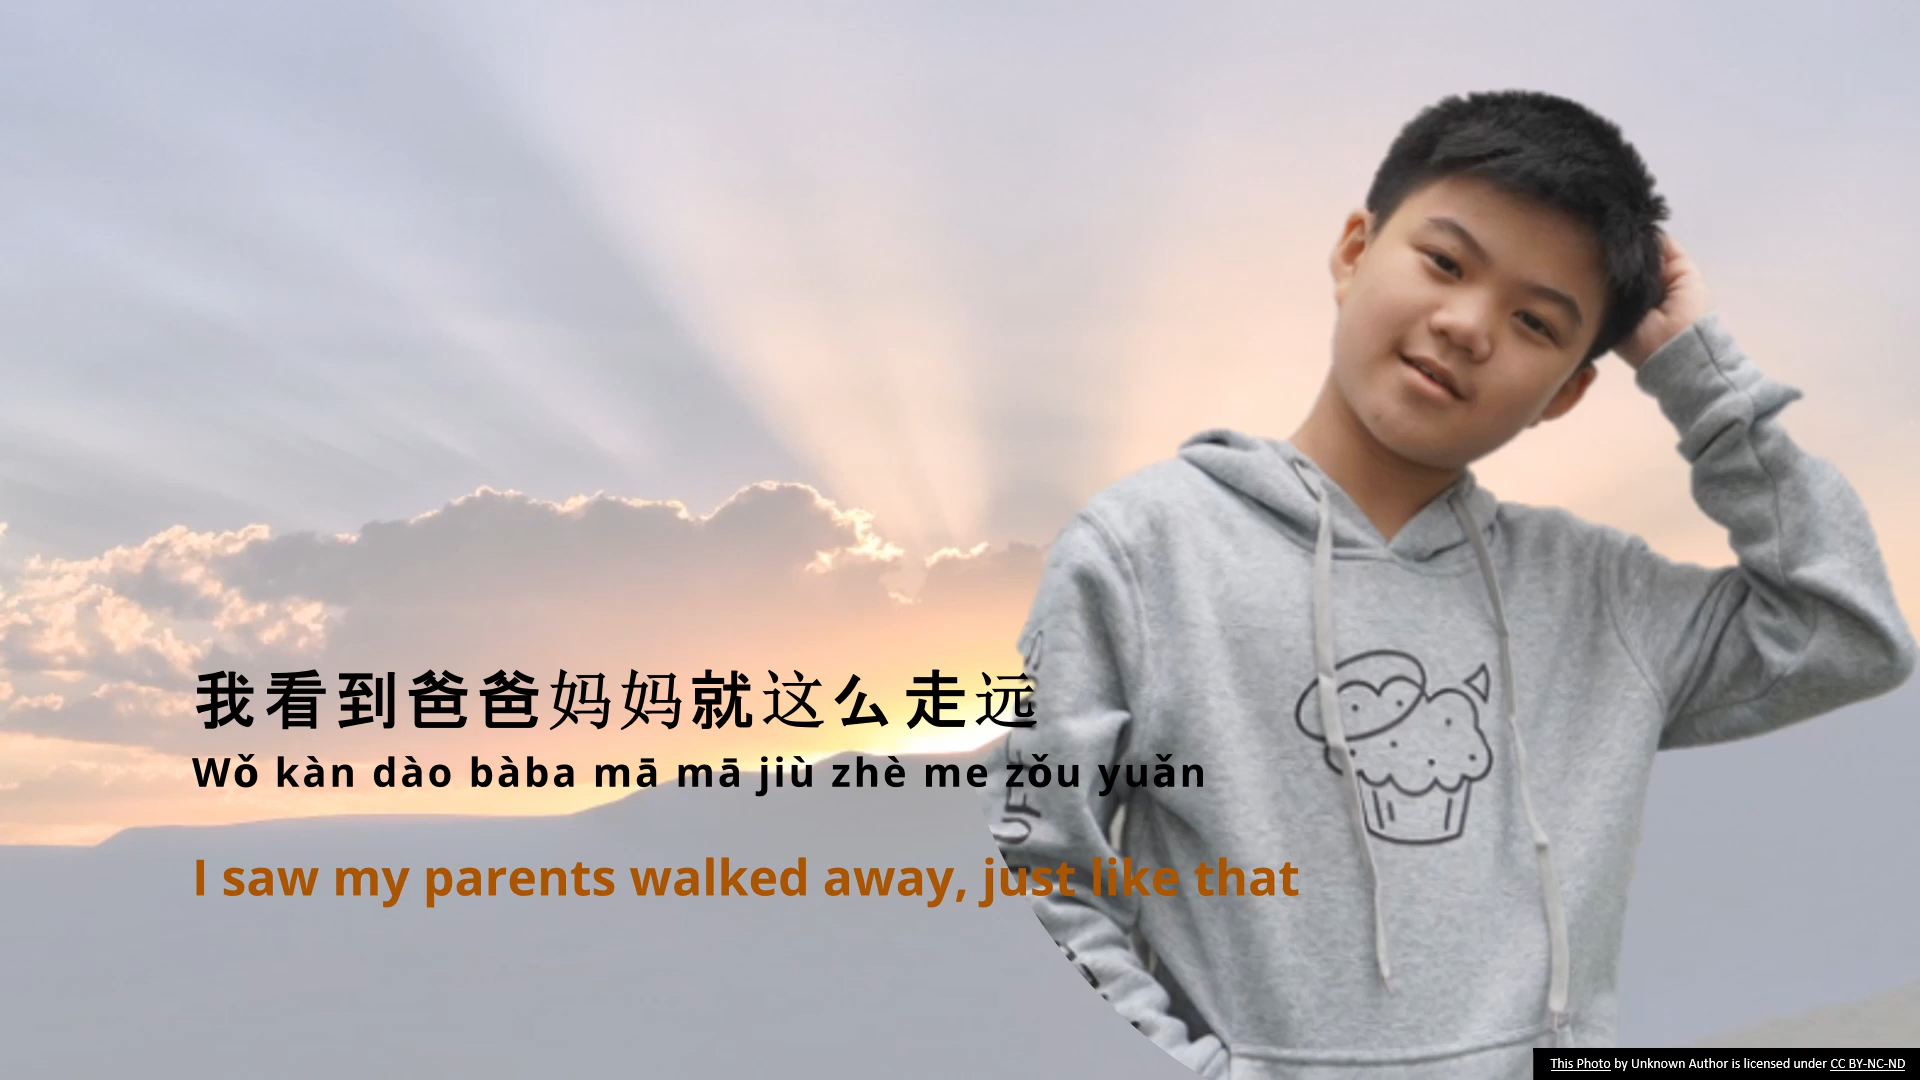 我看到爸爸妈妈就这么走远
Wǒ kàn dào bàba mā mā jiù zhè me zǒu yuǎn
I saw my parents walked away, just like that
This Photo by Unknown Author is licensed under CC BY-NC-ND